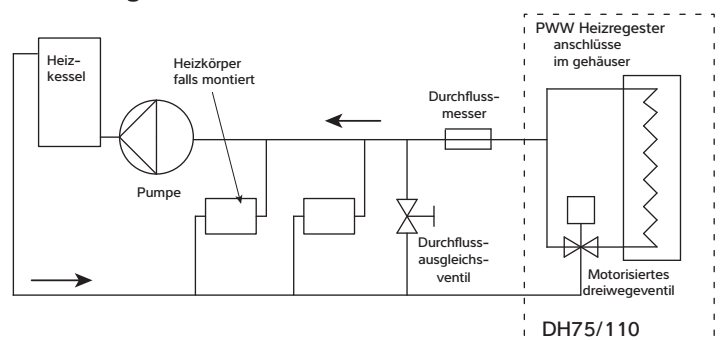 PWW Heizregester
anschlüsse
im gehäuser
Heiz-
kessel
Heizkörper
falls montiert
Durchfluss-
messer
Pumpe
Durchfluss-
ausgleichs-
ventil
Motorisiertes
dreiwegeventil
DH75/110